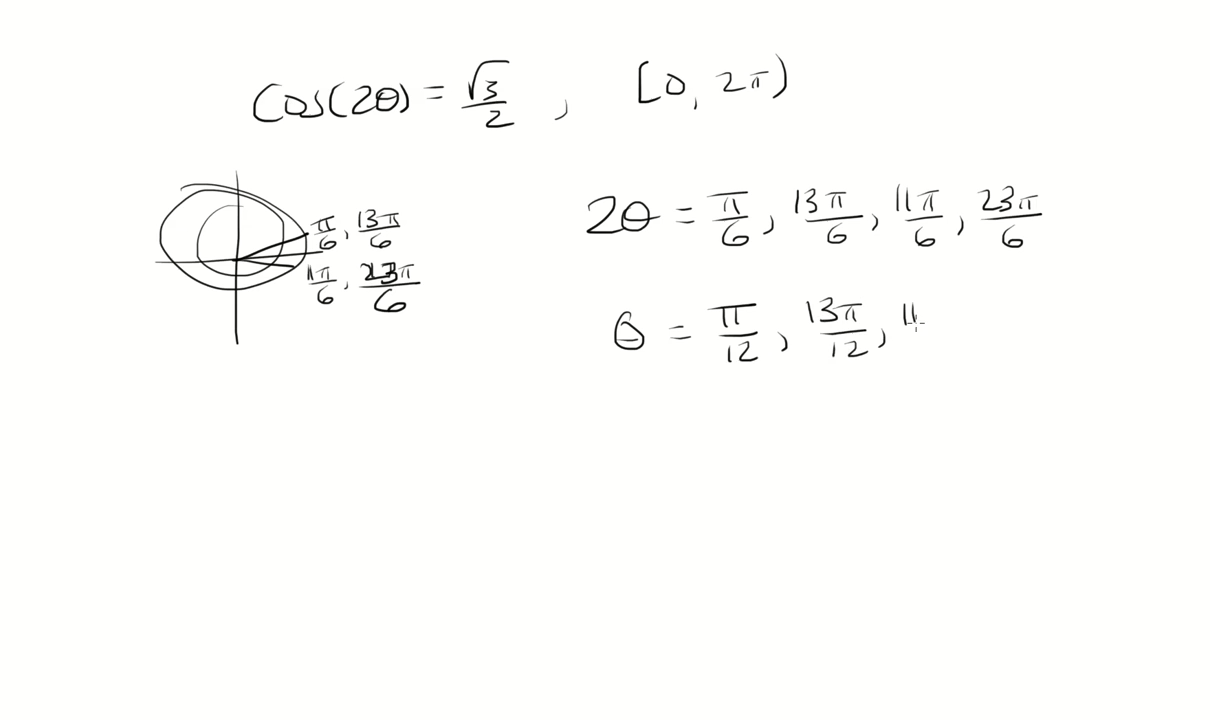 cos(2θ) = √3/2 , [0, 2π)
π/6, 13π/6
11π/6, 23π/6
2θ = π/6, 13π/6, 11π/6, 23π/6
θ = π/12, 13π/12, 11